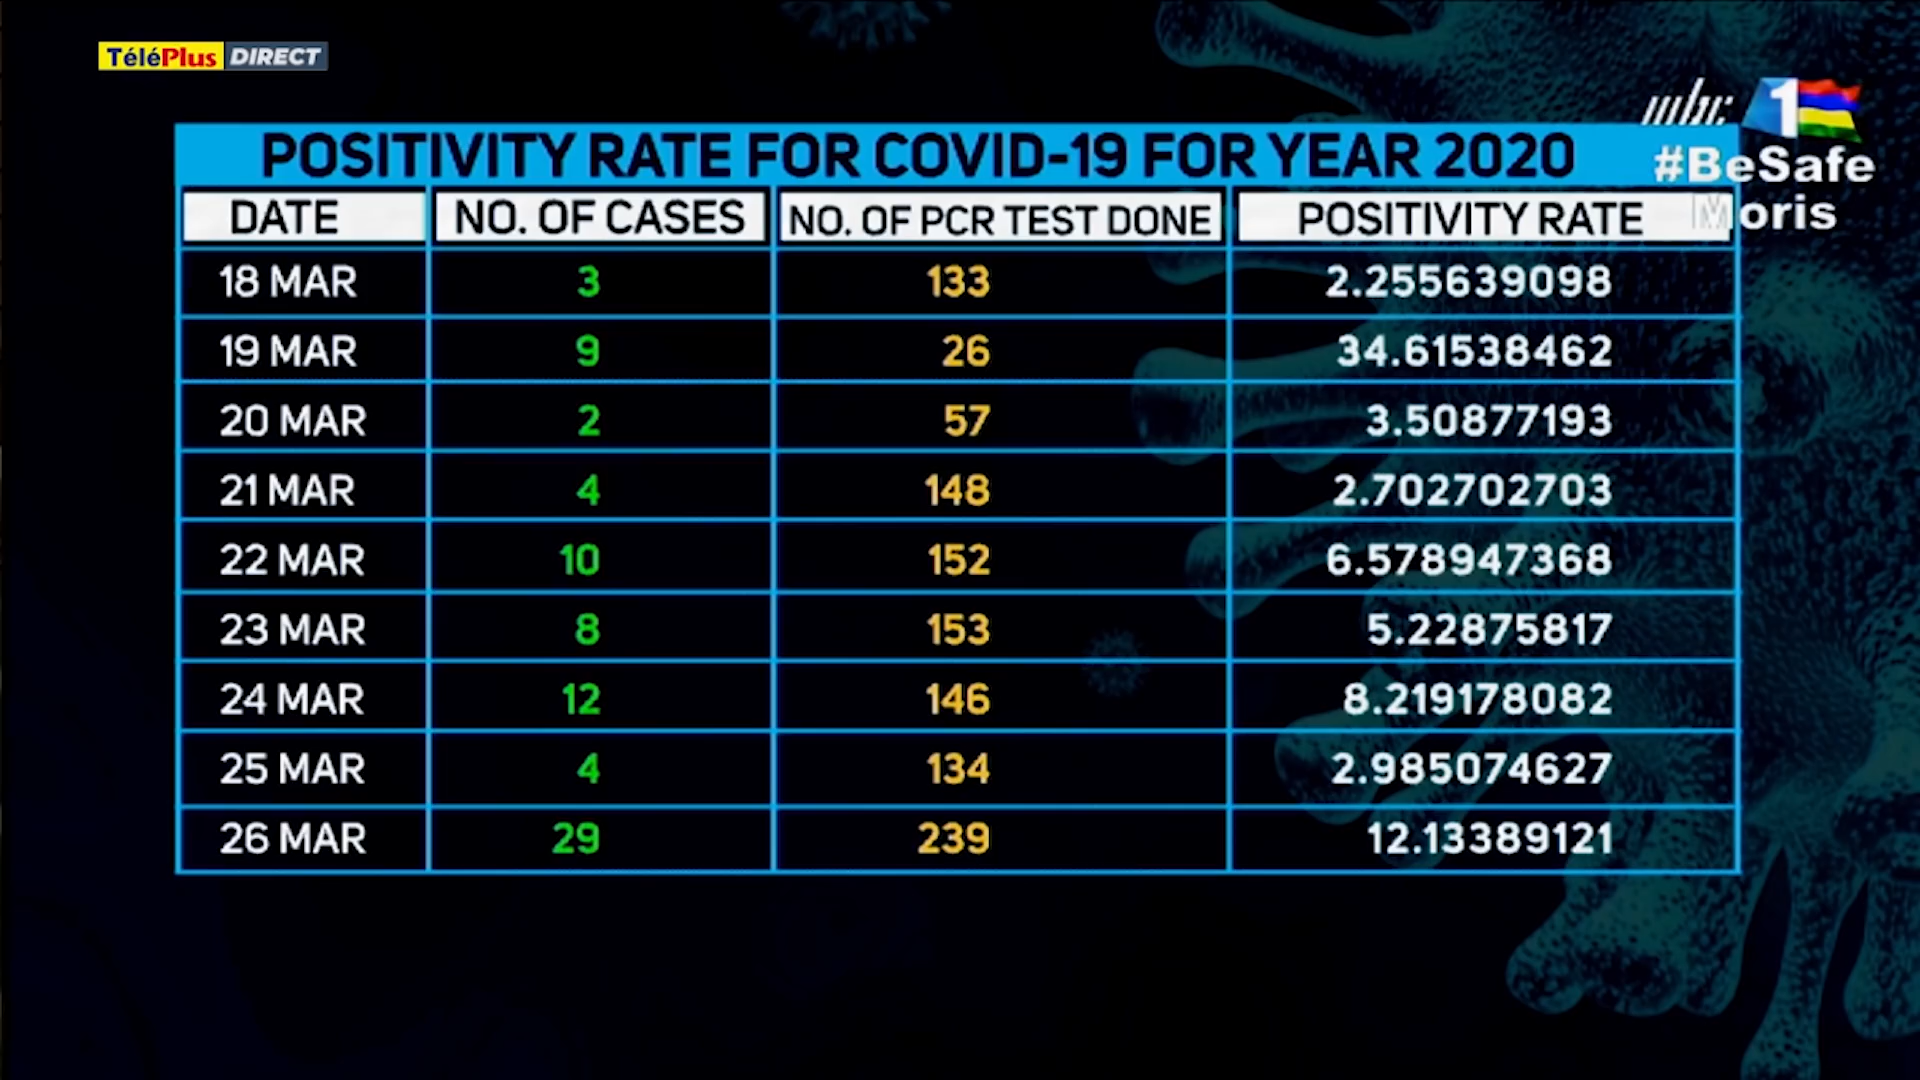 TéléPlus DIRECT
mbc 1
#BeSafe
Moris
POSITIVITY RATE FOR COVID-19 FOR YEAR 2020
DATE NO. OF CASES NO. OF PCR TEST DONE POSITIVITY RATE
18 MAR 3 133 2.255639098
19 MAR 9 26 34.61538462
20 MAR 2 57 3.50877193
21 MAR 4 148 2.702702703
22 MAR 10 152 6.578947368
23 MAR 8 153 5.22875817
24 MAR 12 146 8.219178082
25 MAR 4 134 2.985074627
26 MAR 29 239 12.13389121